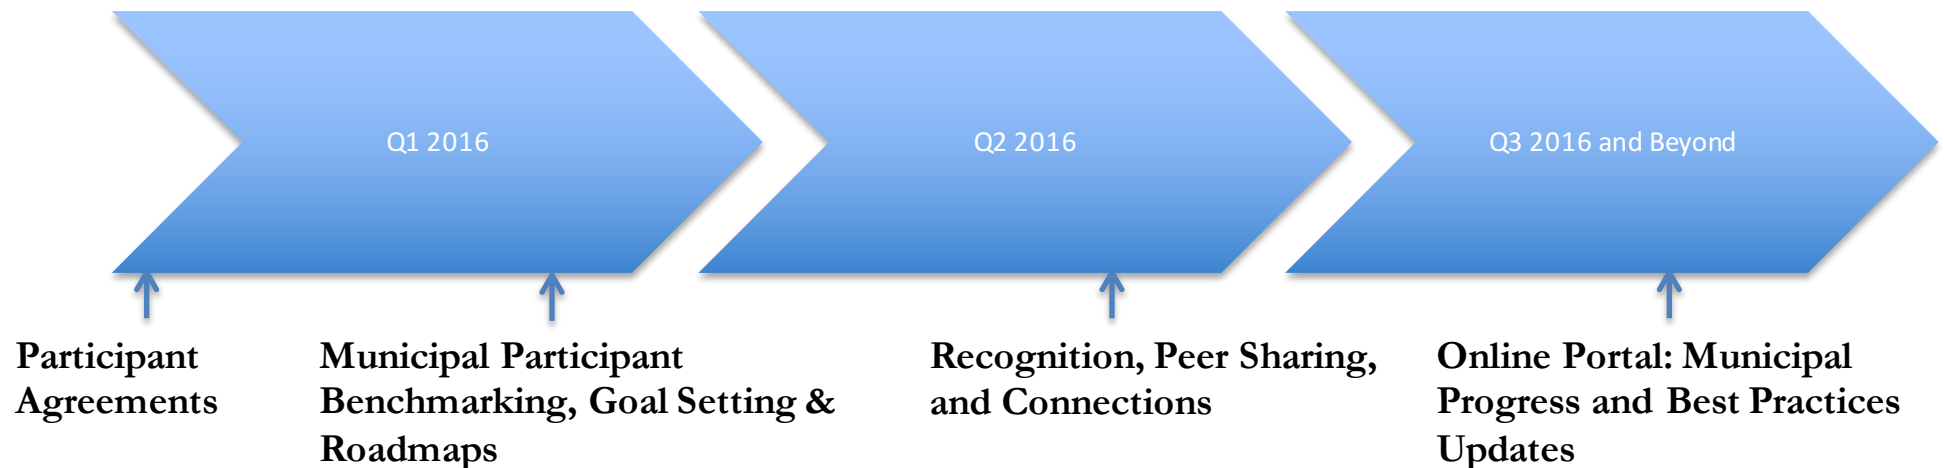 Q1 2016
Q2 2016
Q3 2016 and Beyond
Participant
Agreements
Municipal Participant
Benchmarking, Goal Setting &
Roadmaps
Recognition, Peer Sharing,
and Connections
Online Portal: Municipal
Progress and Best Practices
Updates